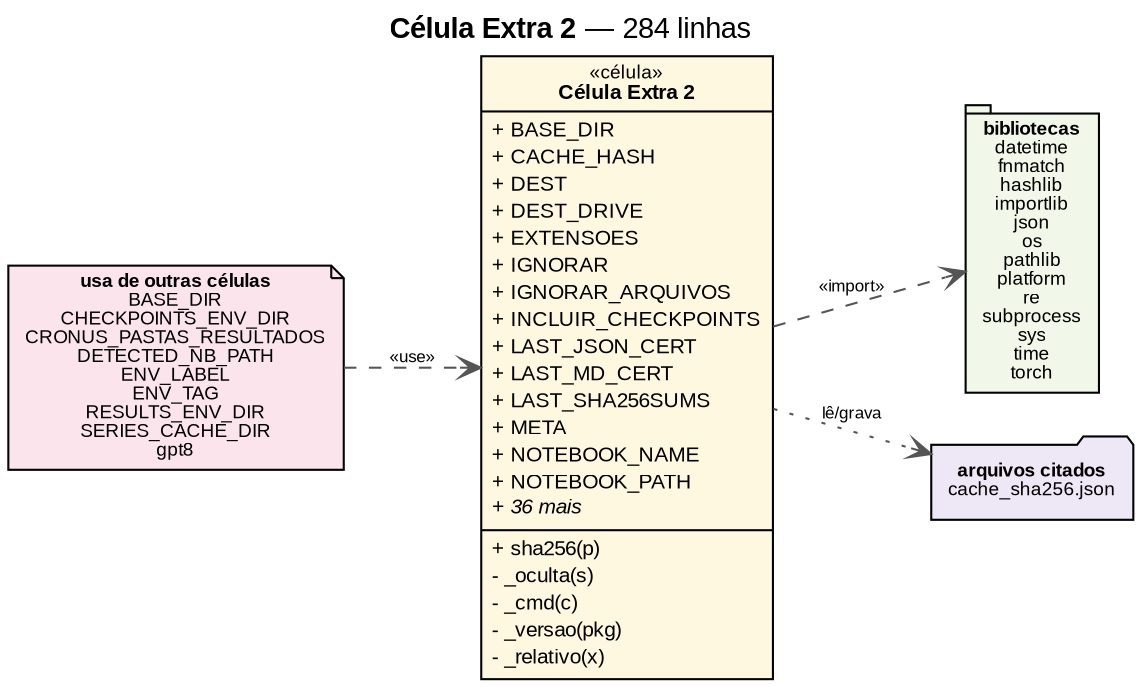 Célula Extra 2 — 284 linhas
usa de outras células
BASE_DIR
CHECKPOINTS_ENV_DIR
CRONUS_PASTAS_RESULTADOS
DETECTED_NB_PATH
ENV_LABEL
ENV_TAG
RESULTS_ENV_DIR
SERIES_CACHE_DIR
gpt8
«use»
«célula»
Célula Extra 2
+ BASE_DIR
+ CACHE_HASH
+ DEST
+ DEST_DRIVE
+ EXTENSOES
+ IGNORAR
+ IGNORAR_ARQUIVOS
+ INCLUIR_CHECKPOINTS
+ LAST_JSON_CERT
+ LAST_MD_CERT
+ LAST_SHA256SUMS
+ META
+ NOTEBOOK_NAME
+ NOTEBOOK_PATH
+ 36 mais
+ sha256(p)
- _oculta(s)
- _cmd(c)
- _versao(pkg)
- _relativo(x)
«import»
bibliotecas
datetime
fnmatch
hashlib
importlib
json
os
pathlib
platform
re
subprocess
sys
time
torch
lê/grava
arquivos citados
cache_sha256.json